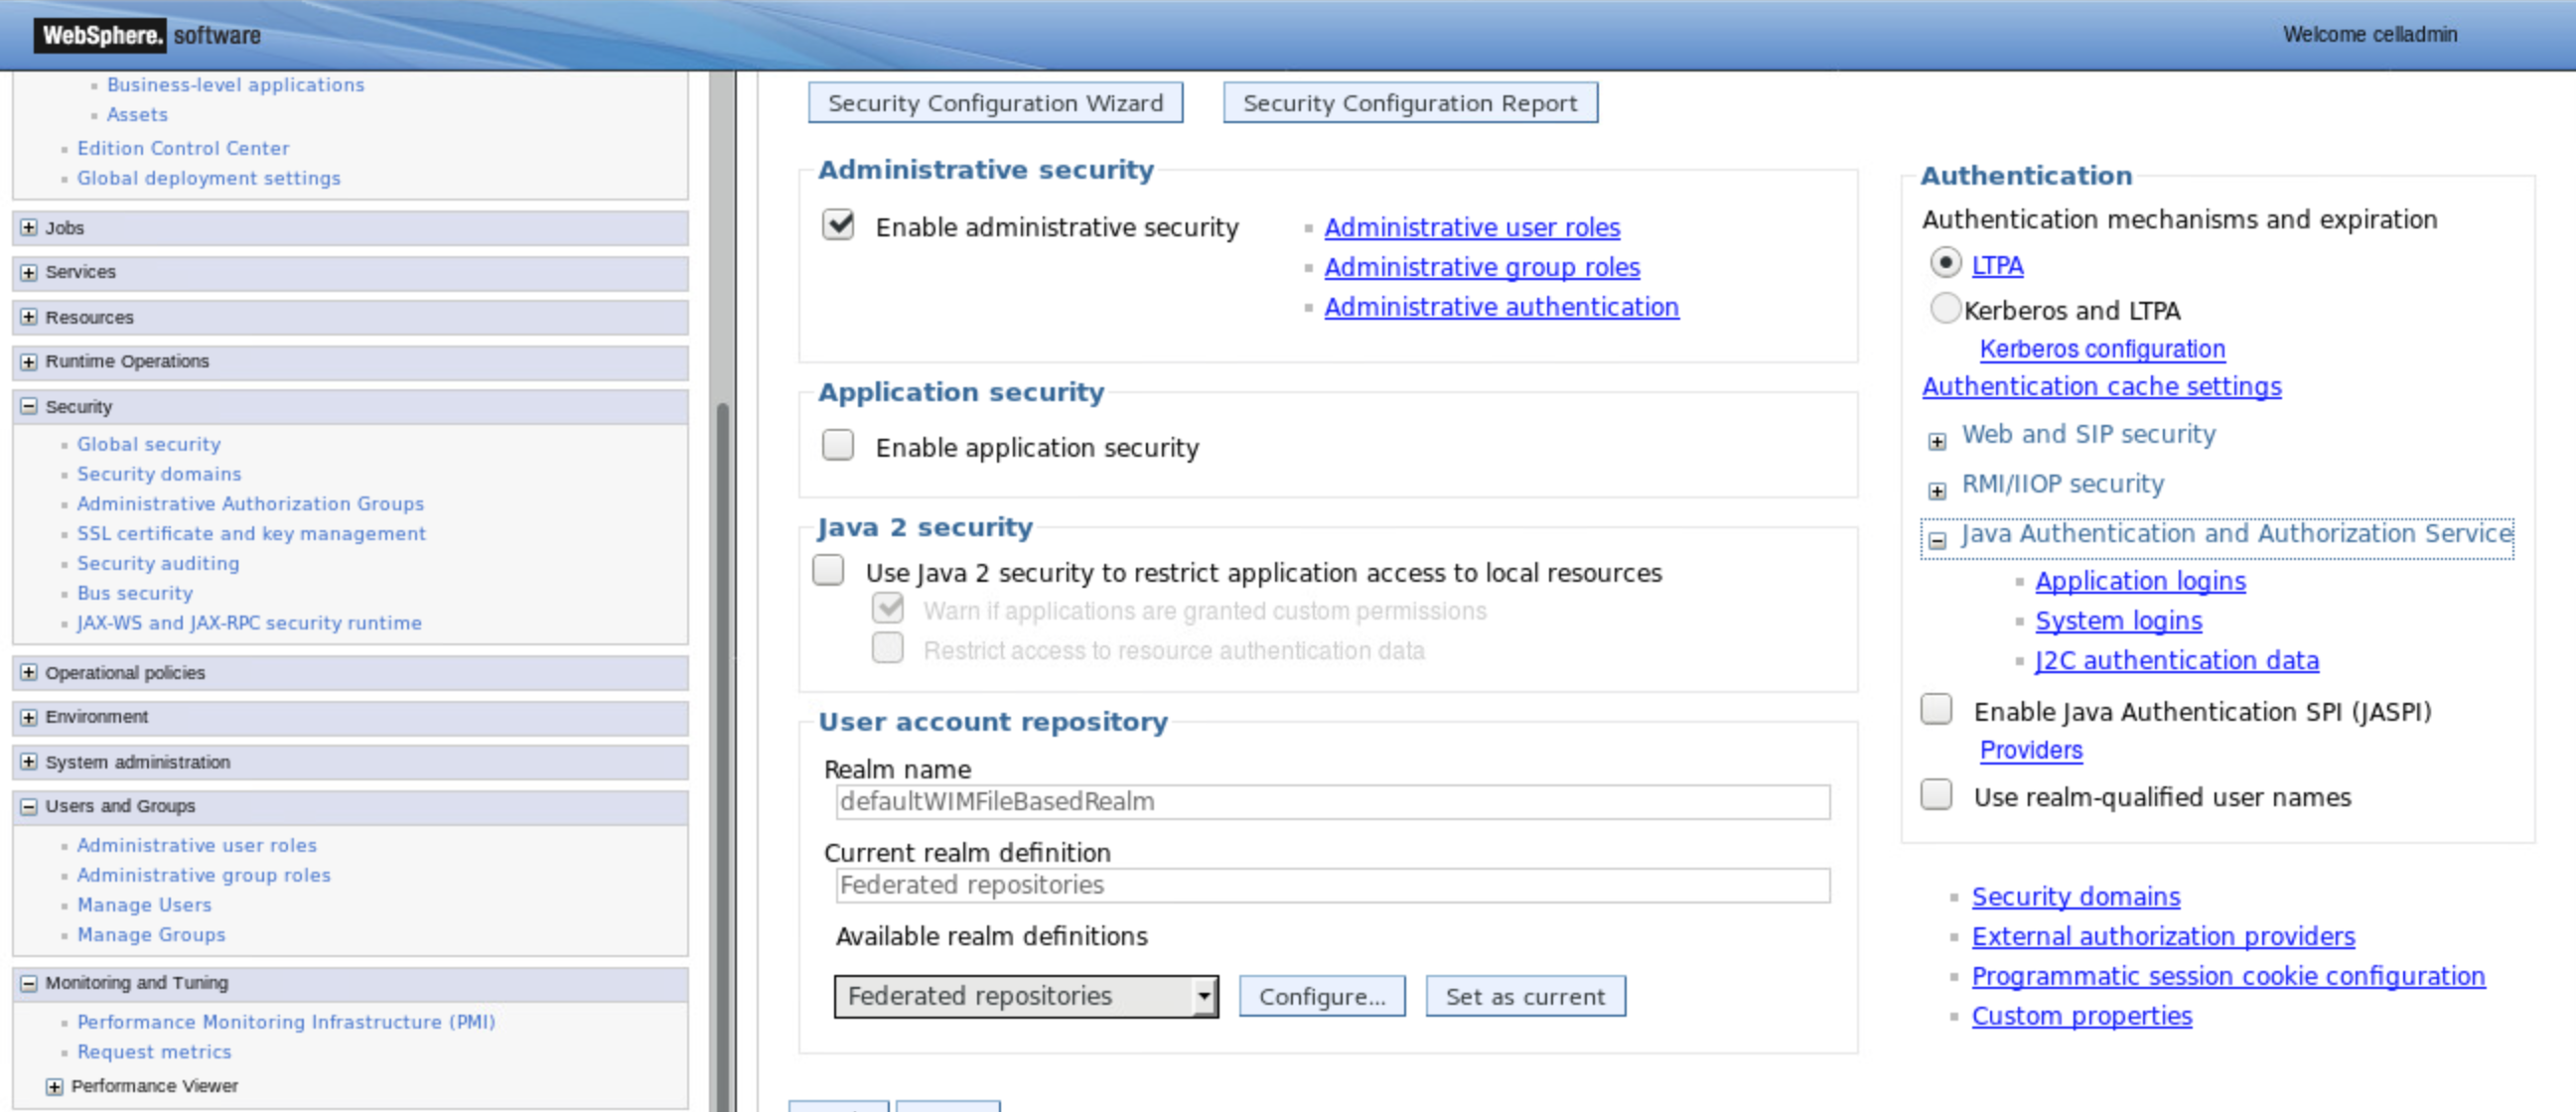 WebSphere. software
Welcome celladmin
Business-level applications
Assets
Edition Control Center
Global deployment settings
Jobs
Services
Resources
Runtime Operations
Security
Global security
Security domains
Administrative Authorization Groups
SSL certificate and key management
Security auditing
Bus security
JAX-WS and JAX-RPC security runtime
Operational policies
Environment
System administration
Users and Groups
Administrative user roles
Administrative group roles
Manage Users
Manage Groups
Monitoring and Tuning
Performance Monitoring Infrastructure (PMI)
Request metrics
Performance Viewer
Security Configuration Wizard
Security Configuration Report
Administrative security
Enable administrative security
Administrative user roles
Administrative group roles
Administrative authentication
Application security
Enable application security
Java 2 security
Use Java 2 security to restrict application access to local resources
Warn if applications are granted custom permissions
Restrict access to resource authentication data
User account repository
Realm name
defaultWIMFileBasedRealm
Current realm definition
Federated repositories
Available realm definitions
Federated repositories
Configure...
Set as current
Authentication
Authentication mechanisms and expiration
LTPA
Kerberos and LTPA
Kerberos configuration
Authentication cache settings
Web and SIP security
RMI/IIOP security
Java Authentication and Authorization Service
Application logins
System logins
J2C authentication data
Enable Java Authentication SPI (JASPI)
Providers
Use realm-qualified user names
Security domains
External authorization providers
Programmatic session cookie configuration
Custom properties